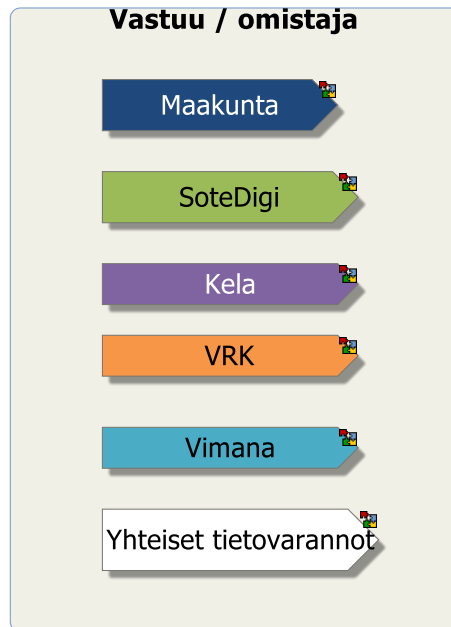 Vastuu / omistaja
Maakunta
SoteDigi
Kela
VRK
Vimana
Yhteiset tietovarannot